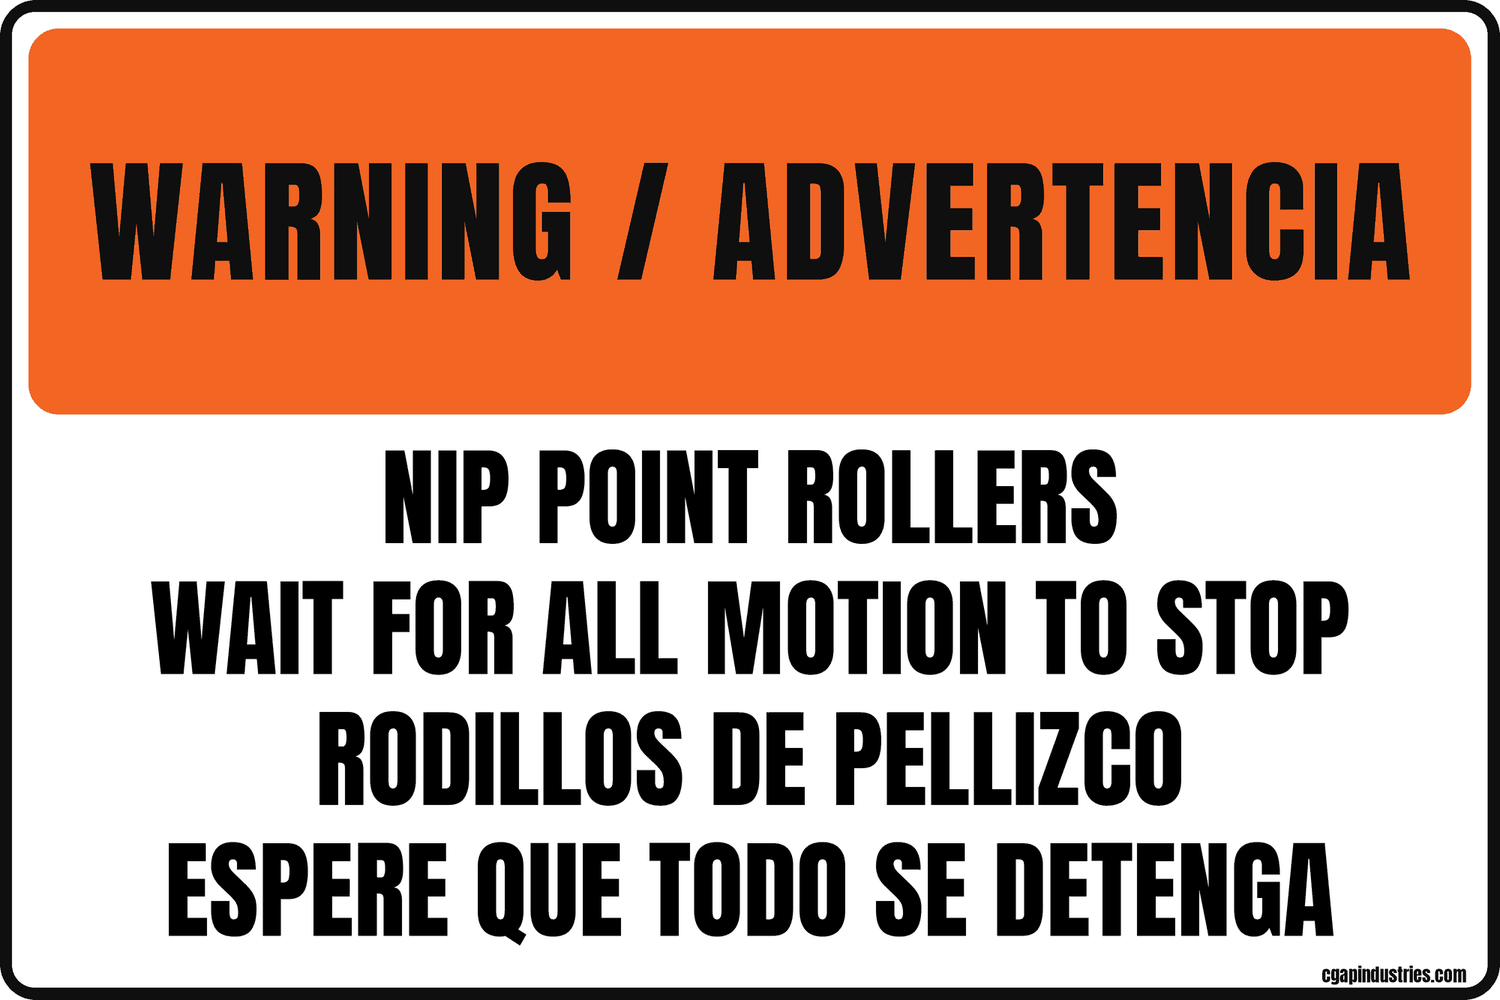 WARNING / ADVERTENCIA
NIP POINT ROLLERS
WAIT FOR ALL MOTION TO STOP
RODILLOS DE PELLIZCO
ESPERE QUE TODO SE DETENGA
cgapindustries.com